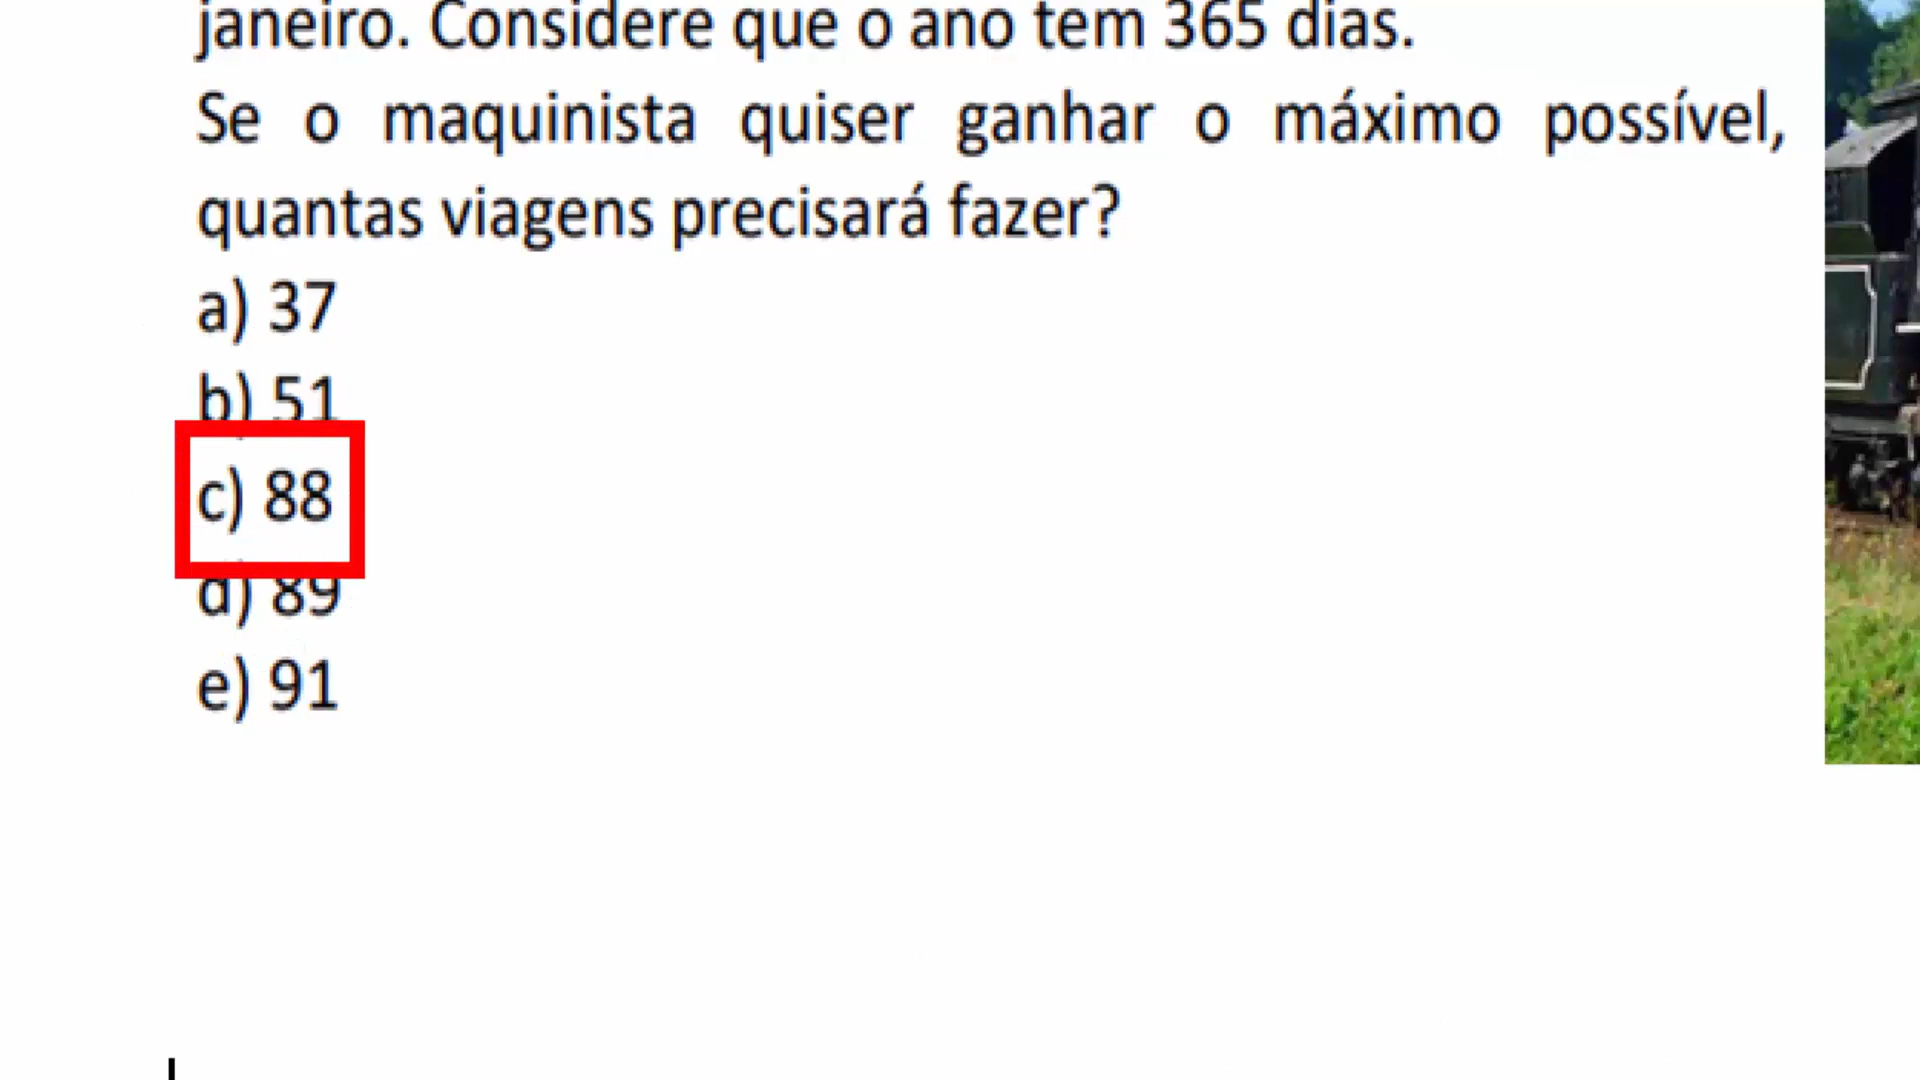 janeiro. Considere que o ano tem 365 dias.
Se o maquinista quiser ganhar o máximo possível,
quantas viagens precisará fazer?
a) 37
b) 51
c) 88
d) 89
e) 91